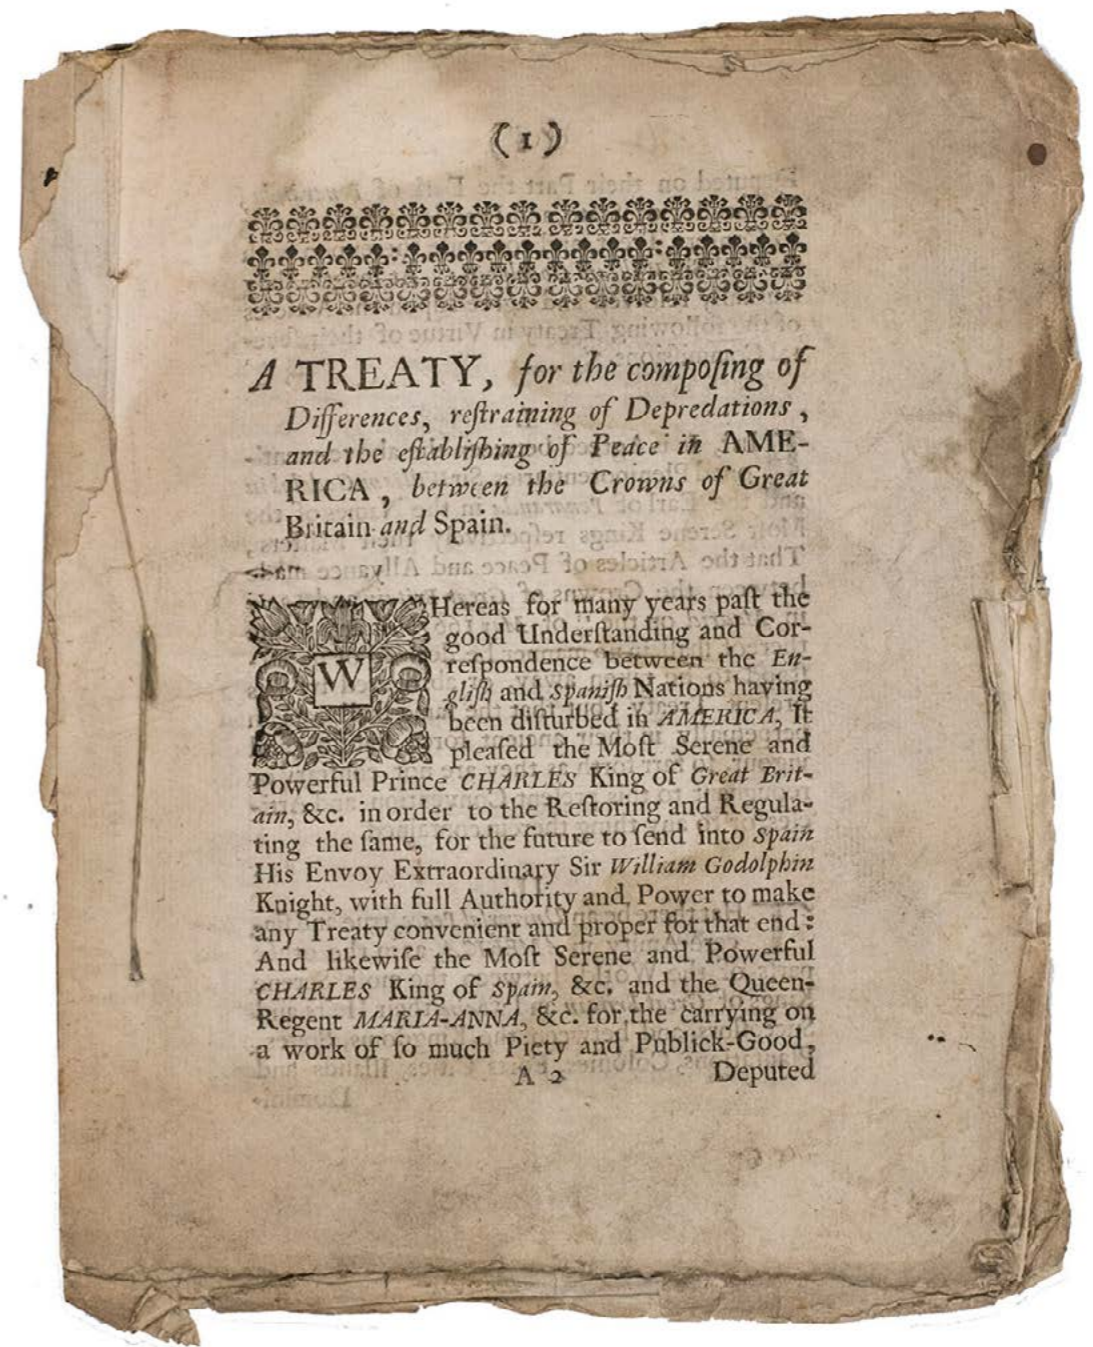 (1)
A TREATY, for the compoſing of
Differences, reſtraining of Depredations,
and the eſtabliſhing of Peace in AME-
RICA, between the Crowns of Great
Britain and Spain.
WHereas for many years paſt the
good Underſtanding and Cor-
reſpondence between the En-
gliſh and Spaniſh Nations having
been diſturbed in AMERICA, It
pleaſed the Moſt Serene and
Powerful Prince CHARLES King of Great Brit-
ain, &c. in order to the Reſtoring and Regula-
ting the ſame, for the future to ſend into Spain
His Envoy Extraordinary Sir William Godolphin
Knight, with full Authority and Power to make
any Treaty convenient and proper for that end:
And likewiſe the Moſt Serene and Powerful
CHARLES King of Spain, &c. and the Queen-
Regent MARIA-ANNA, &c. for the carrying on
a work of ſo much Piety and Publick-Good,
A 2 Deputed